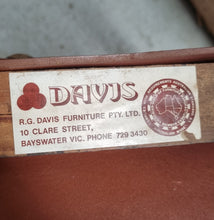 DAVIS
R.G. DAVIS FURNITURE PTY. LTD.
10 CLARE STREET,
BAYSWATER VIC. PHONE 729 3430